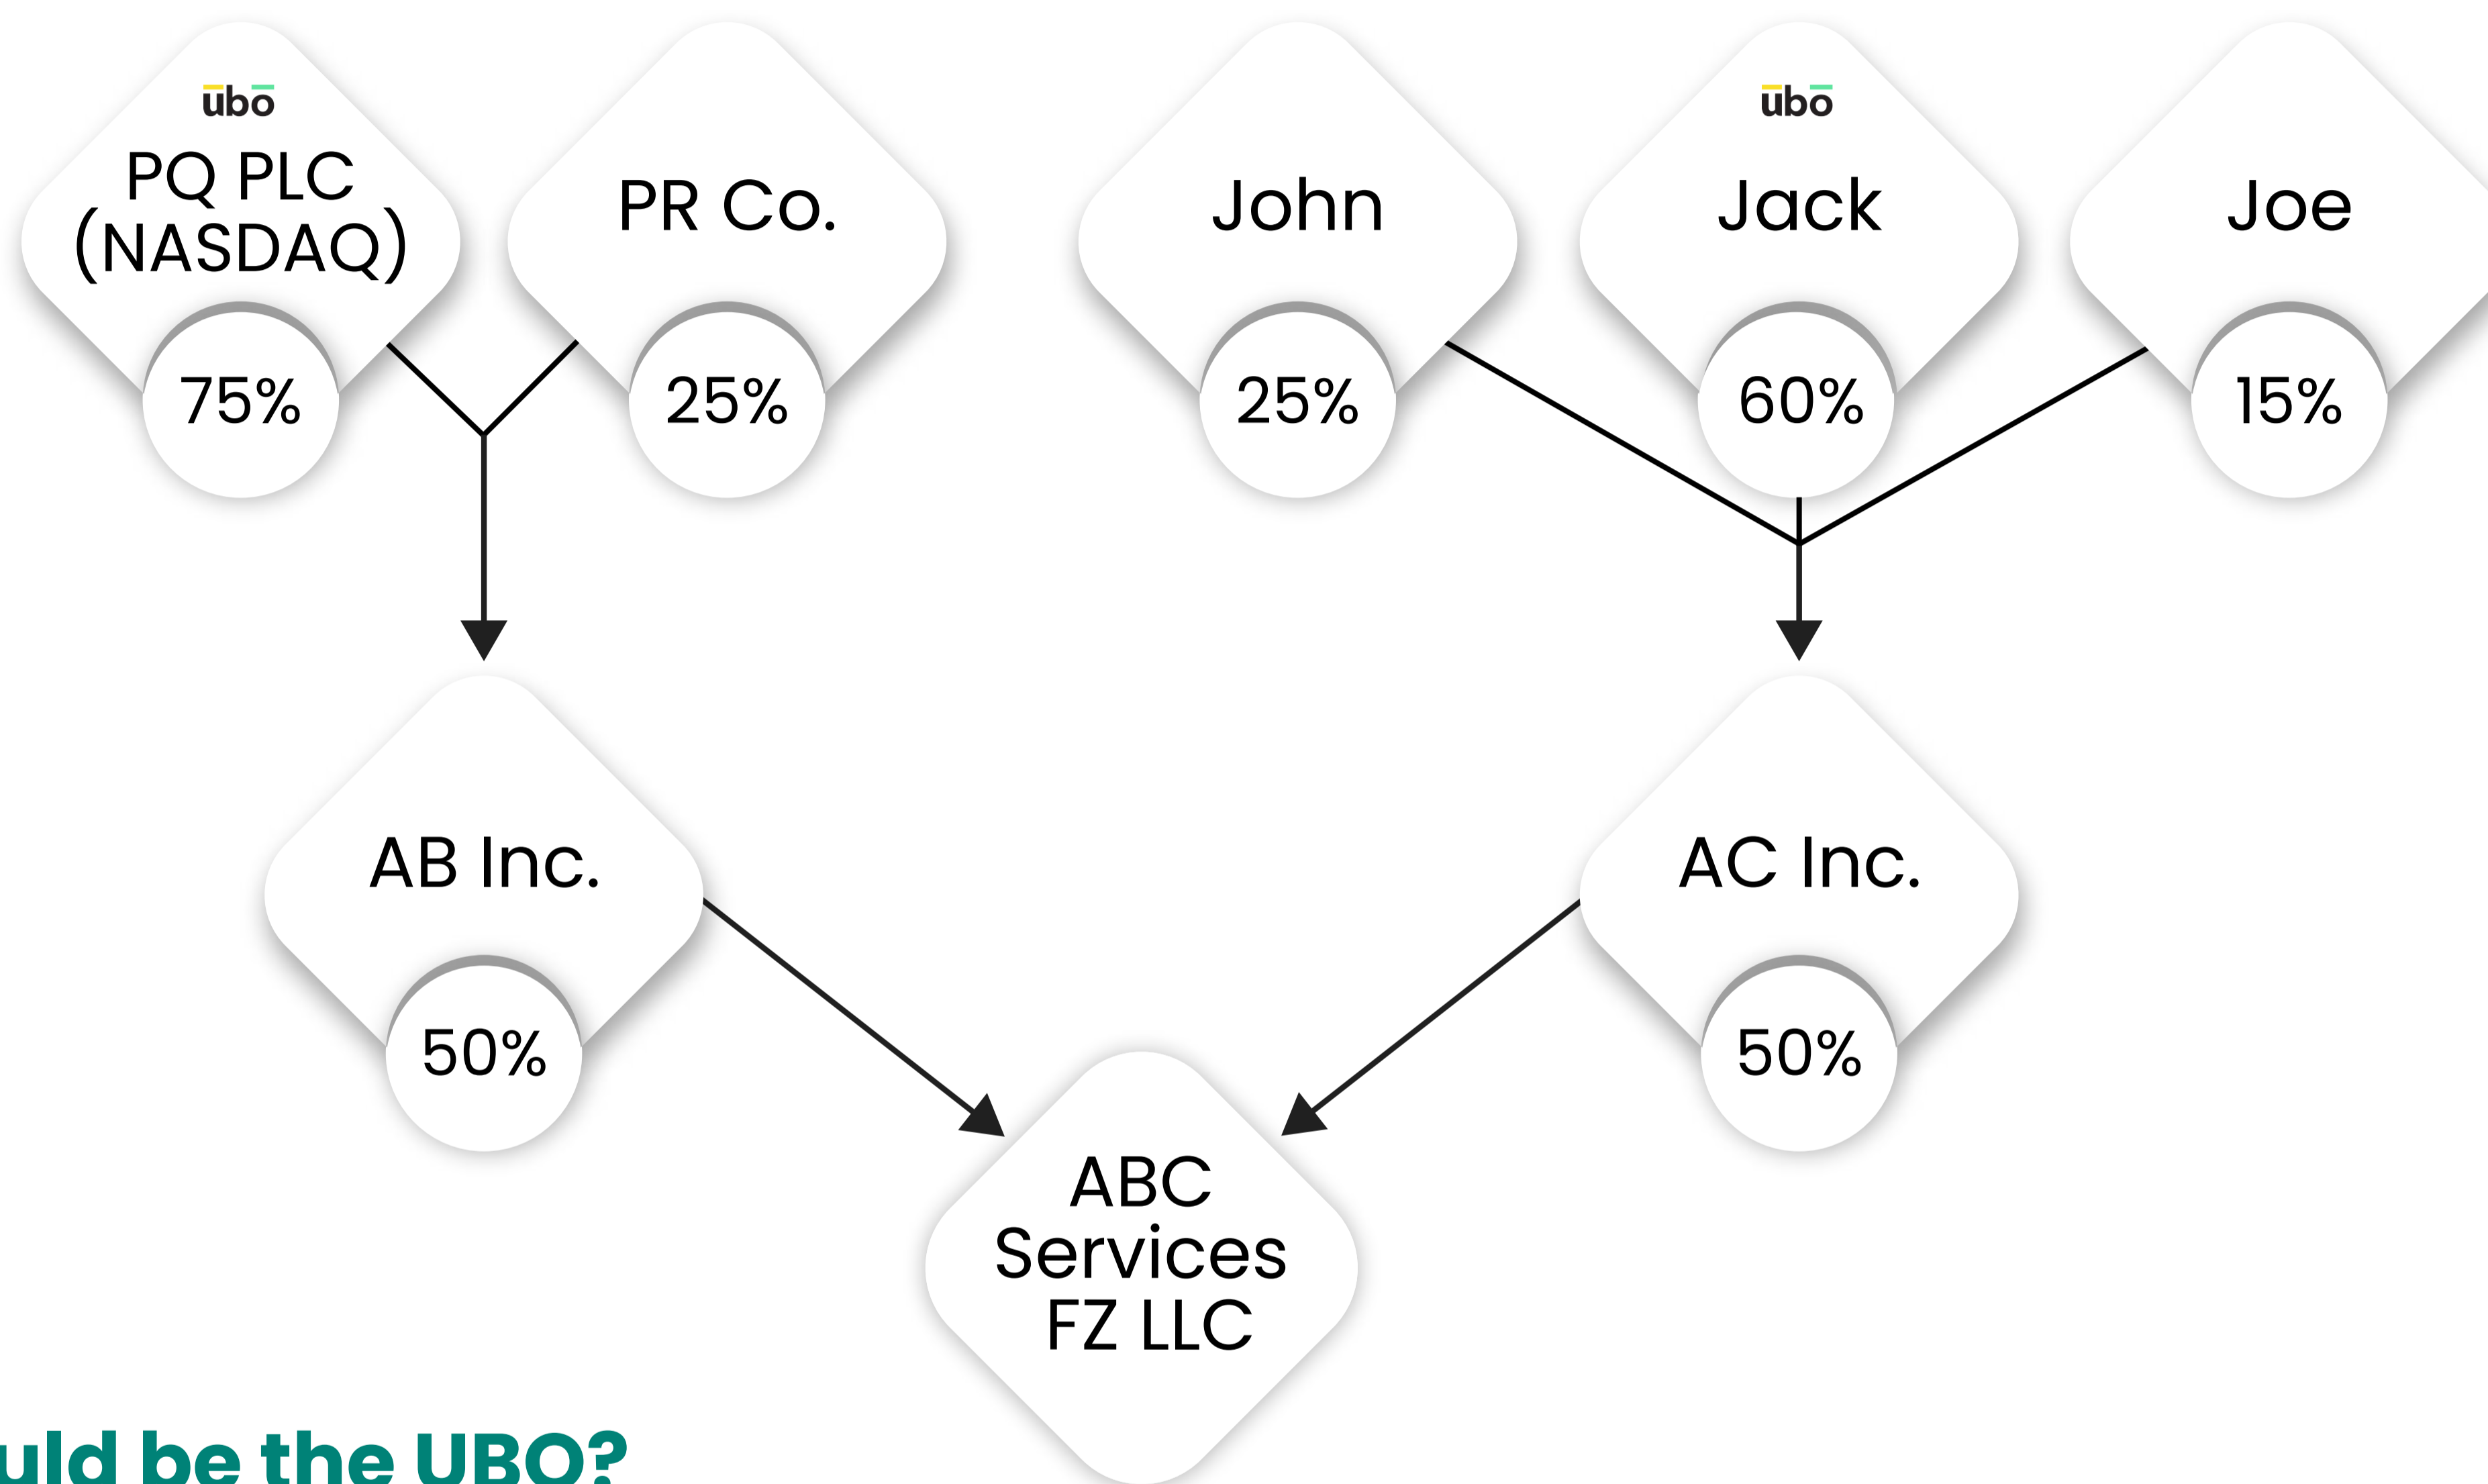 ubo
PQ PLC
(NASDAQ)
75%
PR Co.
25%
John
25%
ubo
Jack
60%
Joe
15%
AB Inc.
50%
AC Inc.
50%
ABC
Services
FZ LLC
be the UBO?